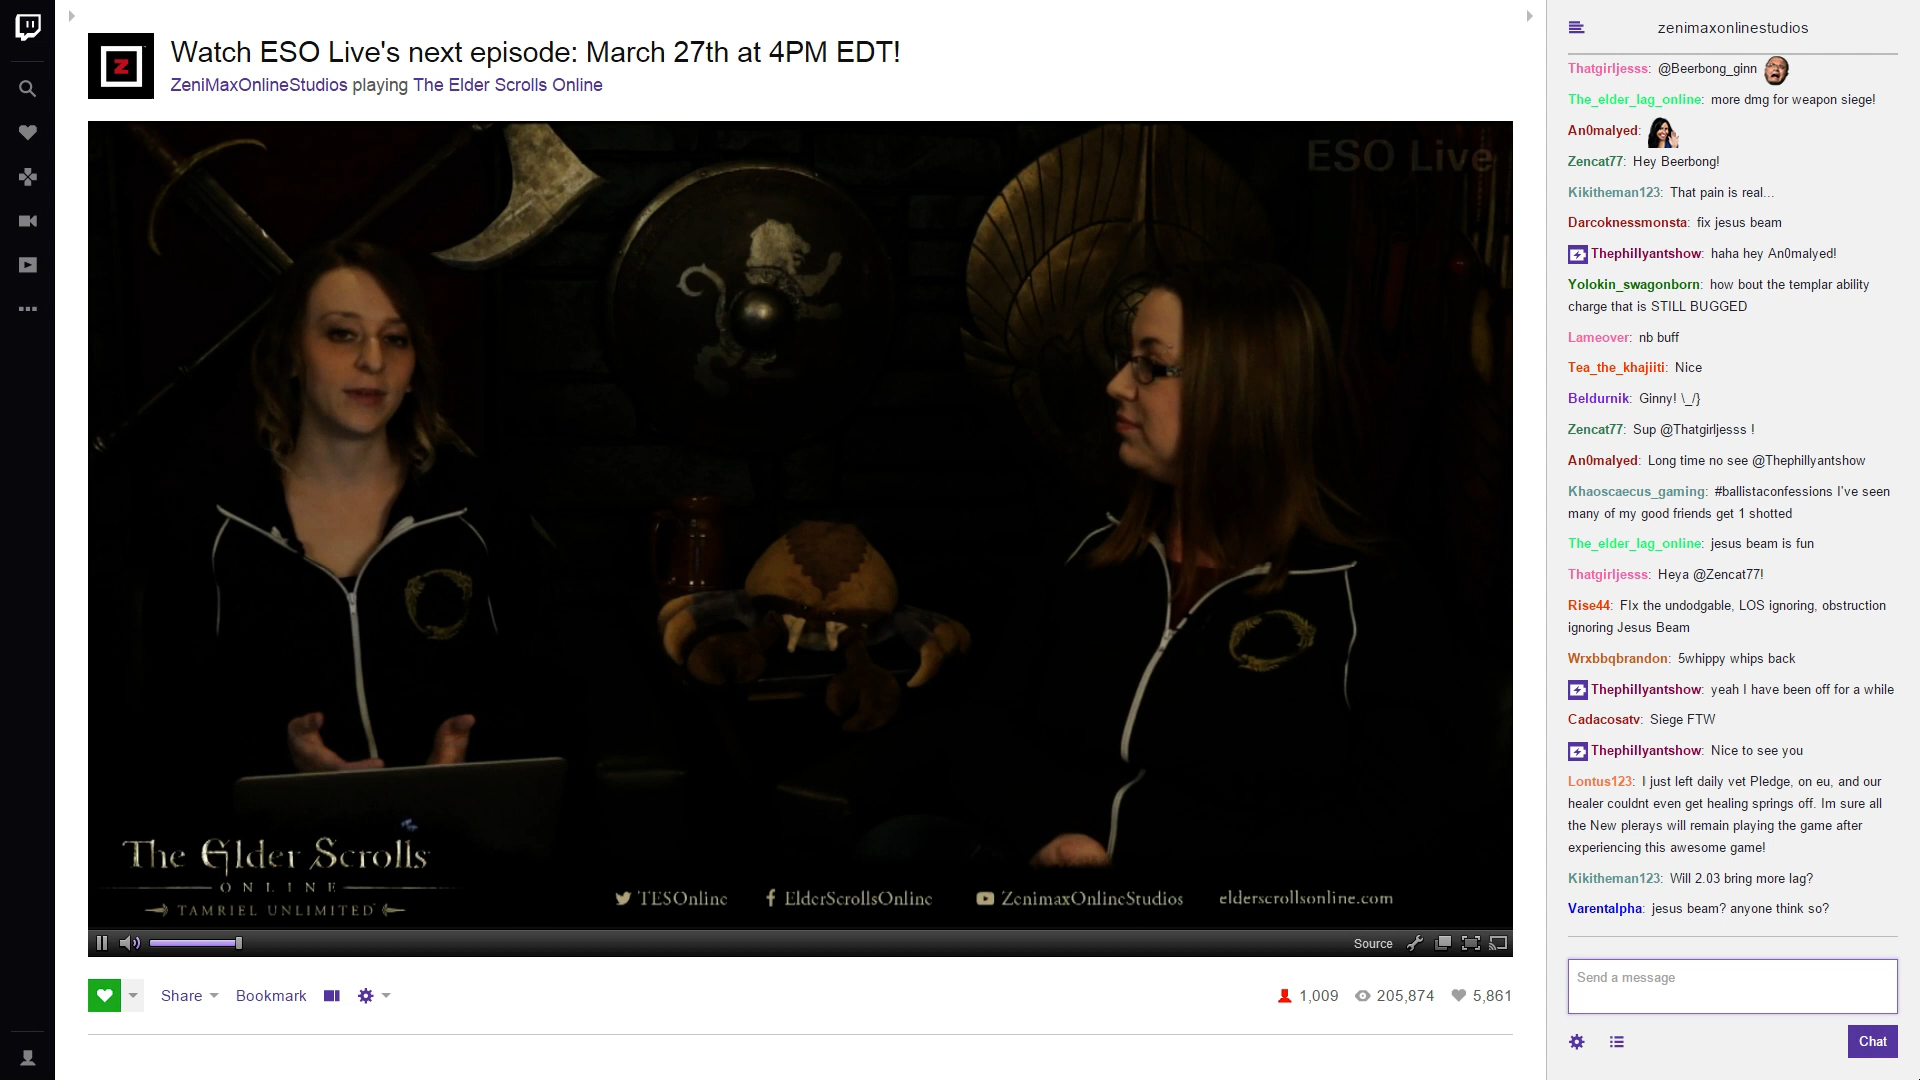 Watch ESO Live's next episode: March 27th at 4PM EDT!
ZeniMaxOnlineStudios playing The Elder Scrolls Online
Z
ESO Live
The Elder Scrolls
ONLINE
TAMRIEL UNLIMITED
TESOnline
ElderScrollsOnline
ZenimaxOnlineStudios
elderscrollsonline.com
Source
Share
Bookmark
1,009
205,874
5,861
zenimaxonlinestudios
Thatgirljesss: @Beerbong_ginn
The_elder_lag_online: more dmg for weapon siege!
An0malyed:
Zencat77: Hey Beerbong!
Kikitheman123: That pain is real...
Darcoknessmonsta: fix jesus beam
Thephillyantshow: haha hey An0malyed!
Yolokin_swagonborn: how bout the templar ability
charge that is STILL BUGGED
Lameover: nb buff
Tea_the_khajiiti: Nice
Beldurnik: Ginny! \_/}
Zencat77: Sup @Thatgirljesss !
An0malyed: Long time no see @Thephillyantshow
Khaoscaecus_gaming: #ballistaconfessions I've seen
many of my good friends get 1 shotted
The_elder_lag_online: jesus beam is fun
Thatgirljesss: Heya @Zencat77!
Rise44: FIx the undodgable, LOS ignoring, obstruction
ignoring Jesus Beam
Wrxbbqbrandon: 5whippy whips back
Thephillyantshow: yeah I have been off for a while
Cadacosatv: Siege FTW
Thephillyantshow: Nice to see you
Lontus123: I just left daily vet Pledge, on eu, and our
healer couldnt even get healing springs off. Im sure all
the New plerays will remain playing the game after
experiencing this awesome game!
Kikitheman123: Will 2.03 bring more lag?
Varentalpha: jesus beam? anyone think so?
Send a message
Chat